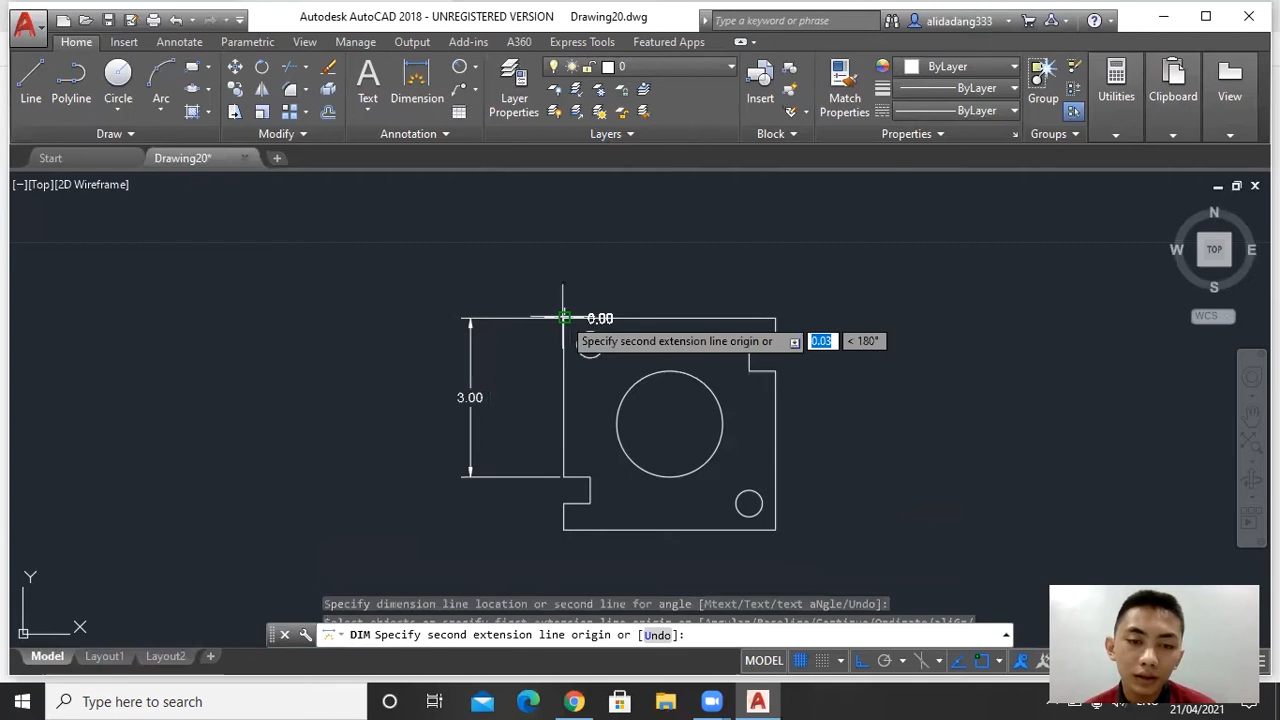 Autodesk AutoCAD 2018 - UNREGISTERED VERSION Drawing20.dwg
Type a keyword or phrase
alidadang333
Home Insert Annotate Parametric View Manage Output Add-ins A360 Express Tools Featured Apps
Line Polyline Circle Arc
Draw
Modify
Text Dimension
Annotation
Layer Properties
0
Layers
Insert
Block
Match Properties
ByLayer
ByLayer
ByLayer
Properties
Group
Groups
Utilities
Clipboard
View
Start Drawing20*
[−][Top][2D Wireframe]
N
W TOP E
S
WCS
0.00
Specify second extension line origin or 0.03 < 180°
3.00
Y
X
Specify dimension line location or second line for angle [Mtext/Text/text aNgle/Undo]:
DIM Specify second extension line origin or [Undo]:
Model Layout1 Layout2 +
MODEL
Type here to search
ENG
21/04/2021